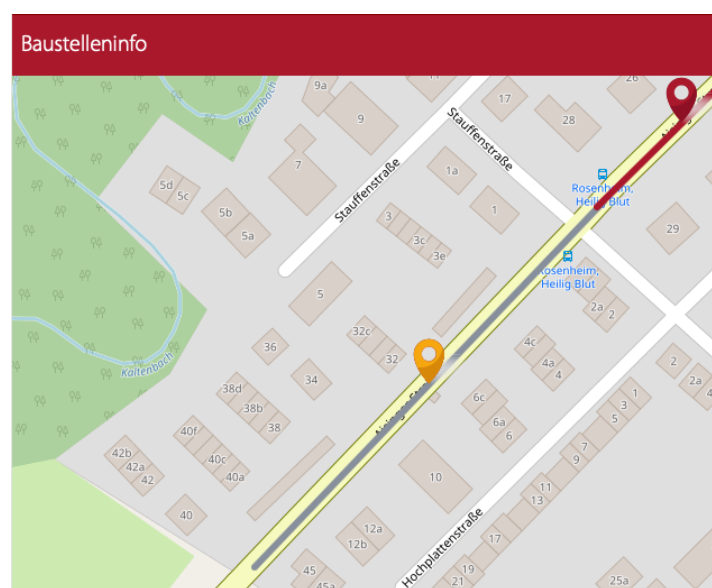 Baustelleninfo
9a
17
26
9
28
Kaltenbach
Stauffenstraße
7
1a
5d
5c
Rosenheim,
Heilig Blut
5b
5a
Stauffenstraße
3
3c
3e
1
29
Rosenheim,
Heilig Blut
5
2a
2
32c
32
36
4c
4a
4
2
2a
34
Kaltenbach
38d
38b
38
6c
6a
6
1
3
5
7
9
40f
40c
40a
42b
42a
42
10
11
13
40
12a
12b
17
Hochplattenstraße
45
45a
19
21
25a